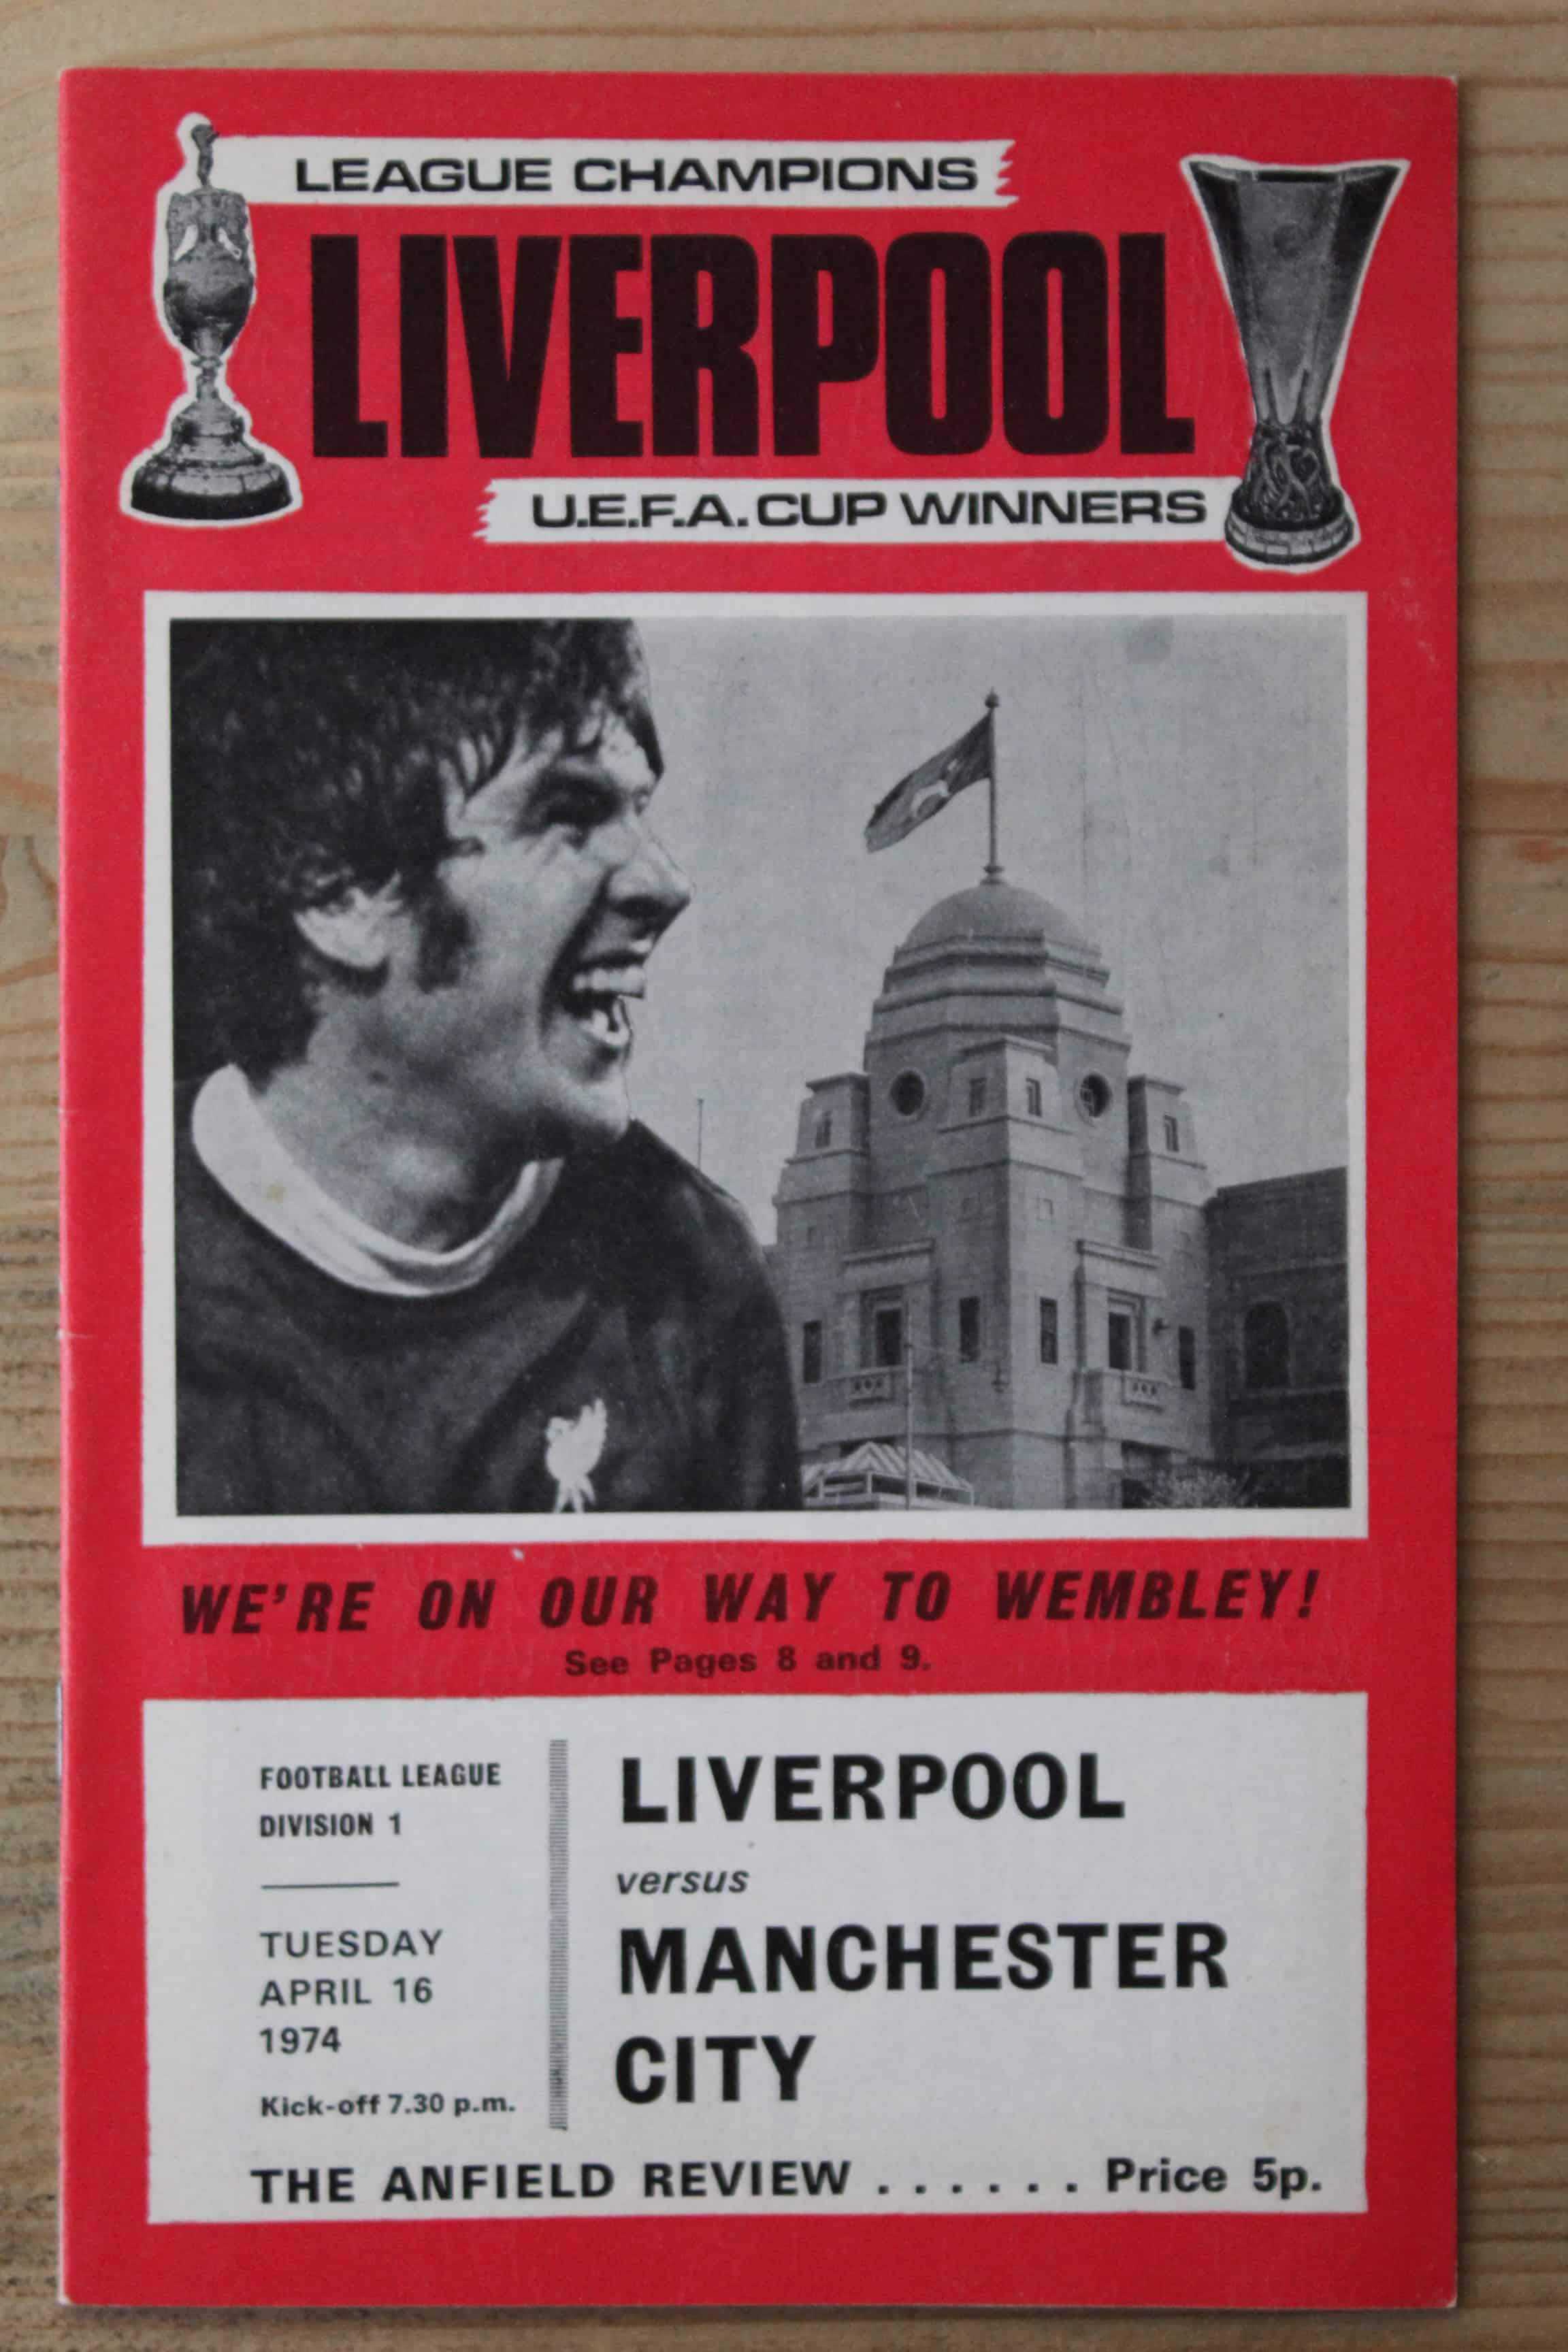 LEAGUE CHAMPIONS
LIVERPOOL
U.E.F.A. CUP WINNERS
WE'RE ON OUR WAY TO WEMBLEY!
See Pages 8 and 9.
FOOTBALL LEAGUE
DIVISION 1
TUESDAY
APRIL 16
1974
Kick-off 7.30 p.m.
LIVERPOOL
versus
MANCHESTER
CITY
THE ANFIELD REVIEW . . . . . . Price 5p.